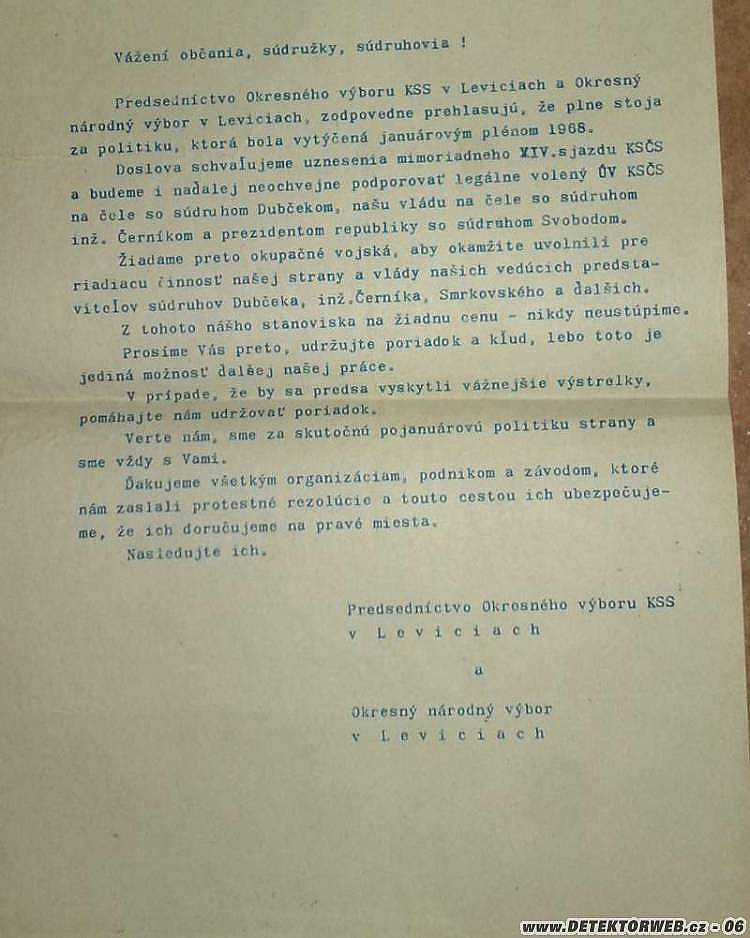 Vážení občania, súdružky, súdruhovia !
Predsedníctvo Okresného výboru KSS v Leviciach a Okresný
národný výbor v Leviciach, zodpovedne prehlasujú, že plne stoja
za politiku, ktorá bola vytýčená januárovým plénom 1968.
Doslova schvaľujeme uznesenia mimoriadneho XIV.sjazdu KSČS
a budeme i naďalej neochvejne podporovať legálne volený ÚV KSČS
na čele so súdruhom Dubčekom, našu vládu na čele so súdruhom
inž. Černíkom a prezidentom republiky so súdruhom Svobodom.
Žiadame preto okupačné vojská, aby okamžite uvolnili pre
riadiacu činnosť našej strany a vlády našich vedúcich predsta-
viteľov súdruhov Dubčeka, inž.Černíka, Smrkovského a ďalších.
Z tohoto nášho stanoviska na žiadnu cenu - nikdy neustúpime.
Prosíme Vás preto, udržujte poriadok a kľud, lebo toto je
jediná možnosť ďalšej našej práce.
V prípade, že by sa predsa vyskytli vážnejšie výstrelky,
pomáhajte nám udržovať poriadok.
Verte nám, sme za skutočnú pojanuárovú politiku strany a
sme vždy s Vami.
Ďakujeme všetkým organizáciam, podnikom a závodom, ktoré
nám zaslali protestné rezolúcie a touto cestou ich ubezpečuje-
me, že ich doručujeme na pravé miesta.
Nasledujte ich.
Predsedníctvo Okresného výboru KSS
v L e v i c i a c h
a
Okresný národný výbor
v L e v i c i a c h
www.DETEKTORWEB.cz - 06